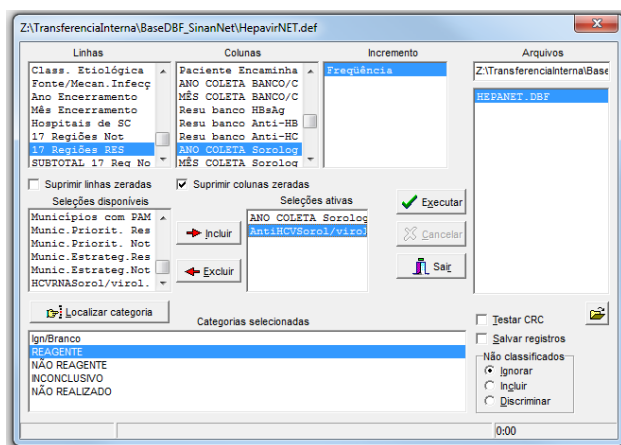 Z:\TransferenciaInterna\BaseDBF_SinanNet\HepavirNET.def
Linhas
Colunas
Incremento
Arquivos
Class. Etiológica
Fonte/Mecan.Infecç
Ano Encerramento
Mês Encerramento
Hospitais de SC
17 Regiões Not
17 Regiões RES
SUBTOTAL 17 Reg No
Paciente Encaminha
ANO COLETA BANCO/C
MÊS COLETA BANCO/C
Resu banco HBsAg
Resu banco Anti-HB
Resu banco Anti-HC
ANO COLETA Sorolog
MÊS COLETA Sorolog
Freqüência
Z:\TransferenciaInterna\Base
HEPANET.DBF
Suprimir linhas zeradas
Suprimir colunas zeradas
Seleções disponíveis
Seleções ativas
Municípios com PAM
Munic.Priorit. Res
Munic.Priorit. Not
Munic.Estrateg.Res
Munic.Estrateg.Not
HCVRNASorol/virol.
Incluir
Excluir
ANO COLETA Sorolog
AntiHCVSorol/virol
Executar
Cancelar
Sair
Localizar categoria
Categorias selecionadas
Ign/Branco
REAGENTE
NÃO REAGENTE
INCONCLUSIVO
NÃO REALIZADO
Testar CRC
Salvar registros
Não classificados
Ignorar
Incluir
Discriminar
0:00